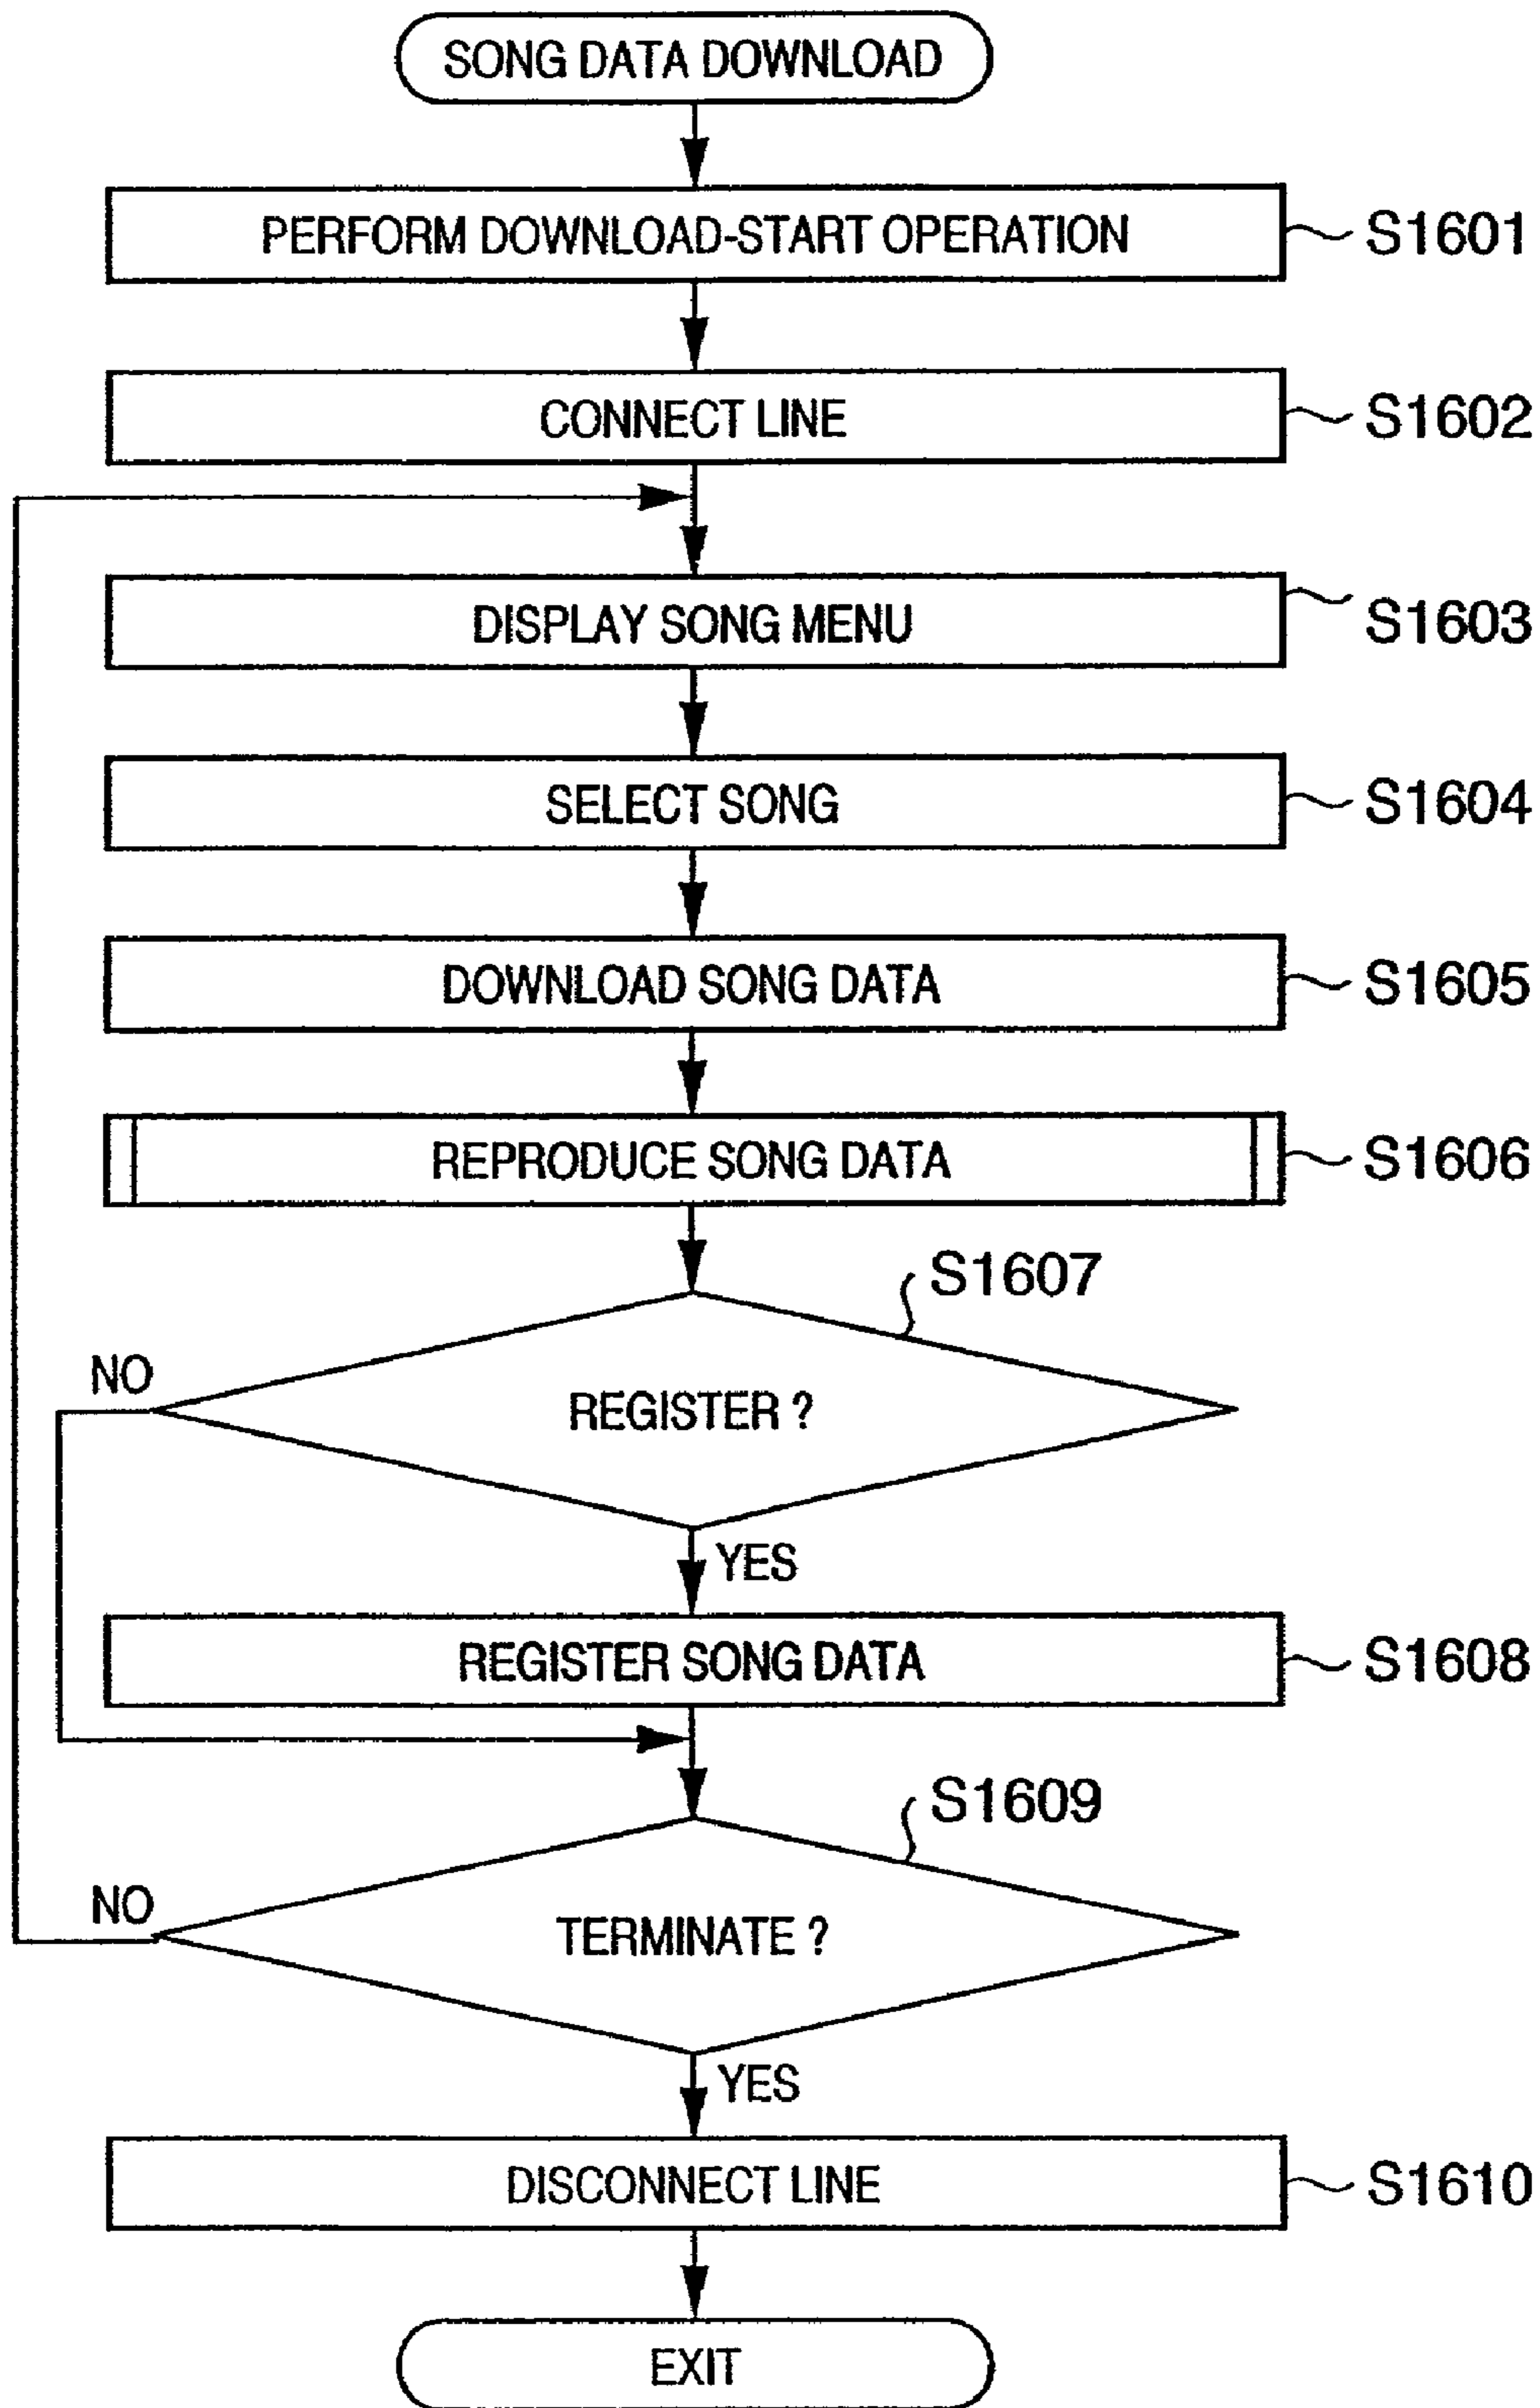 SONG DATA DOWNLOAD
PERFORM DOWNLOAD-START OPERATION
S1601
CONNECT LINE
S1602
DISPLAY SONG MENU
S1603
SELECT SONG
S1604
DOWNLOAD SONG DATA
S1605
REPRODUCE SONG DATA
S1606
S1607
NO
REGISTER ?
YES
REGISTER SONG DATA
S1608
S1609
NO
TERMINATE ?
YES
DISCONNECT LINE
S1610
EXIT